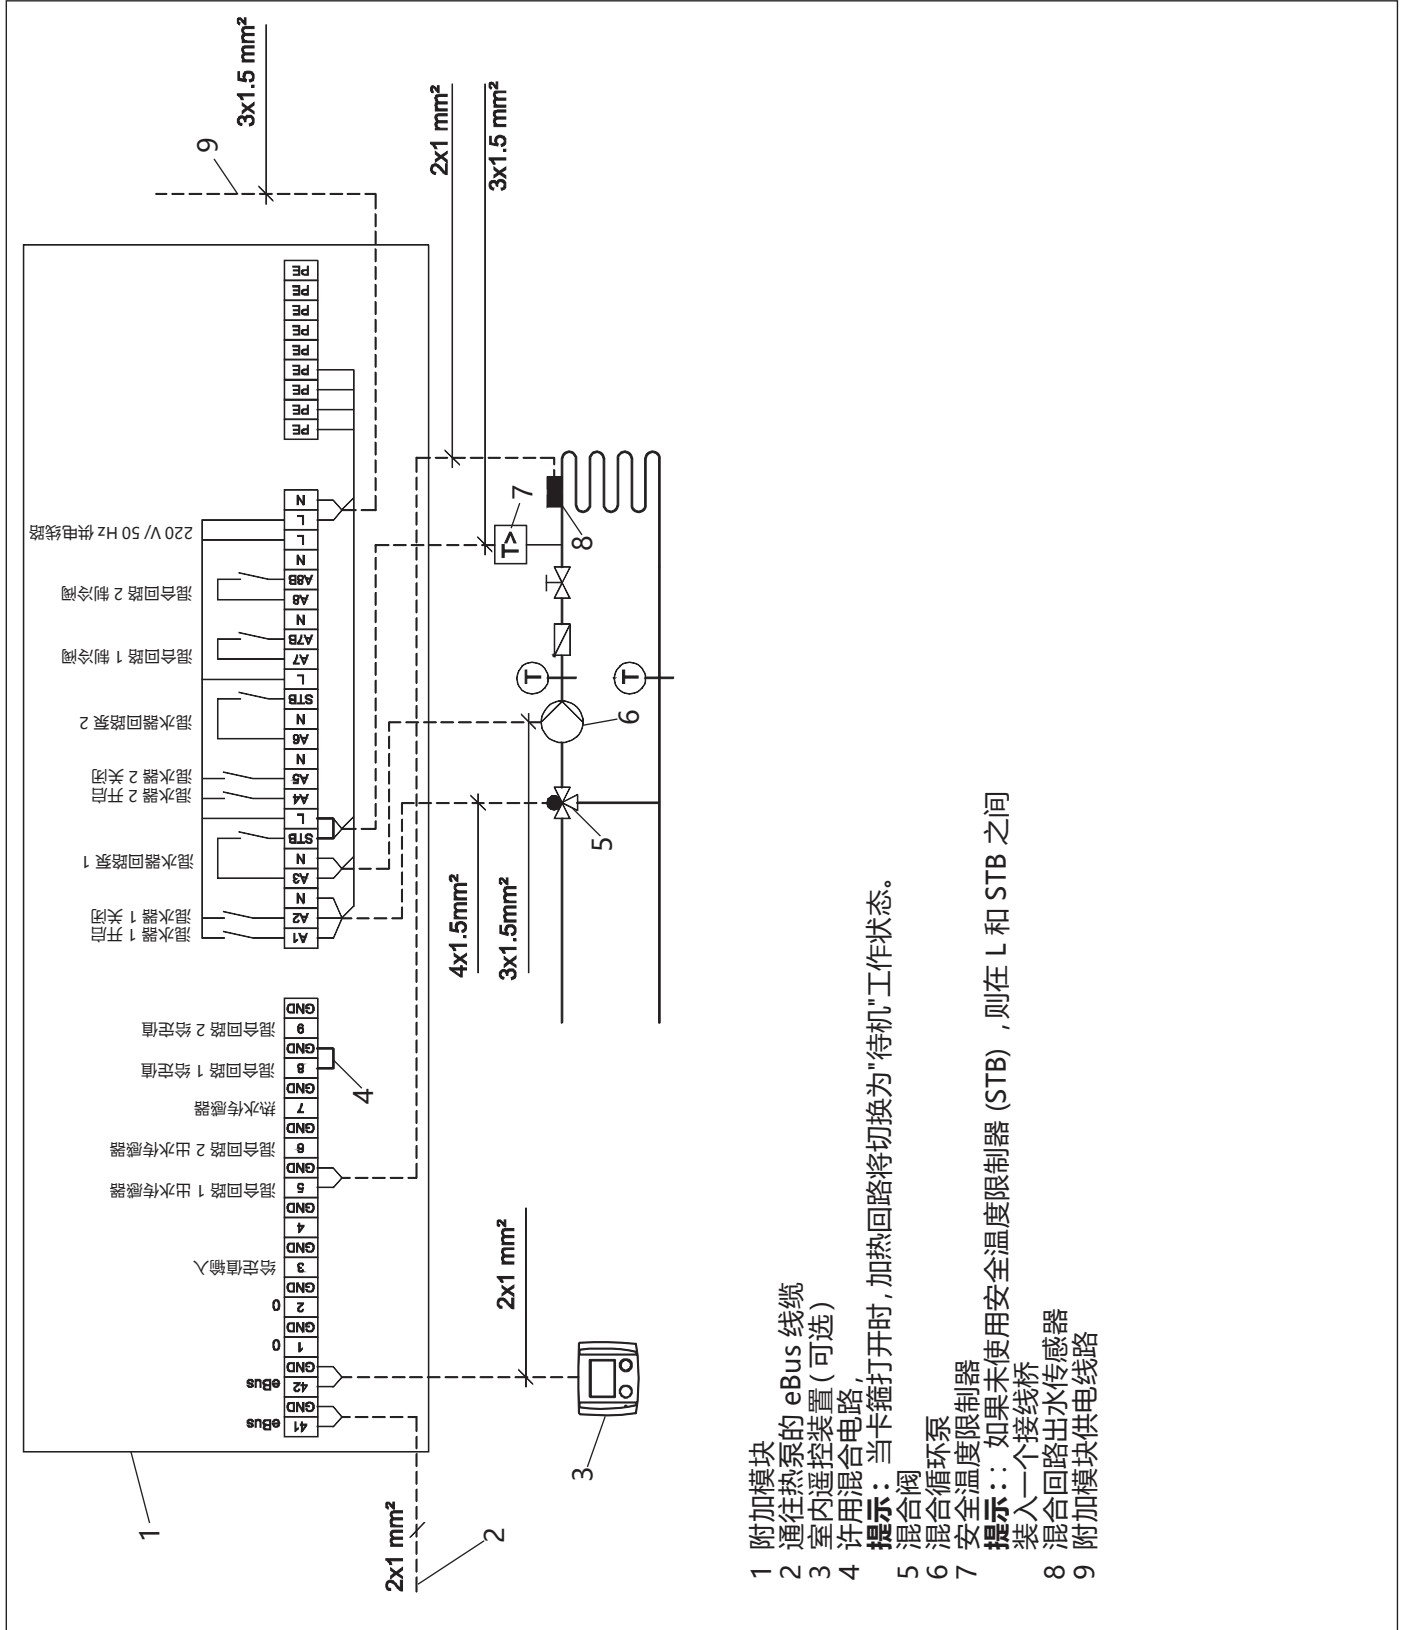 3x1.5 mm²
9
2x1 mm²
3x1.5 mm²
PE
PE
PE
PE
PE
PE
PE
PE
PE
N
L
L
N
A8B
A8
N
A7B
A7
L
STB
N
A6
N
A5
A4
L
STB
N
A3
N
A2
A1
220 V/ 50 Hz 供电线路
混合回路 2 制冷阀
混合回路 1 制冷阀
混水器回路泵 2
混水器 2 关闭
混水器 2 开启
混水器回路泵 1
混水器 1 关闭
混水器 1 开启
GND
9
GND
8
GND
7
GND
6
GND
5
GND
4
GND
3
GND
2
GND
1
GND
42
GND
41
混合回路 2 给定值
混合回路 1 给定值
热水传感器
混合回路 2 出水传感器
混合回路 1 出水传感器
给定值输入
0
0
eBus
eBus
4
T>
7
8
T
T
6
5
4x1.5mm²
3x1.5mm²
2x1 mm²
3
1
2x1 mm²
2
1 附加模块
2 通往热泵的 eBus 线缆
3 室内遥控装置 ( 可选 )
4 许用混合电路，
提示： 当卡箍打开时 , 加热回路将切换为"待机"工作状态。
5 混合阀
6 混合循环泵
7 安全温度限制器
提示：: 如果未使用安全温度限制器 (STB) , 则在 L 和 STB 之间
装入一个接线桥
8 混合回路出水传感器
9 附加模块供电线路